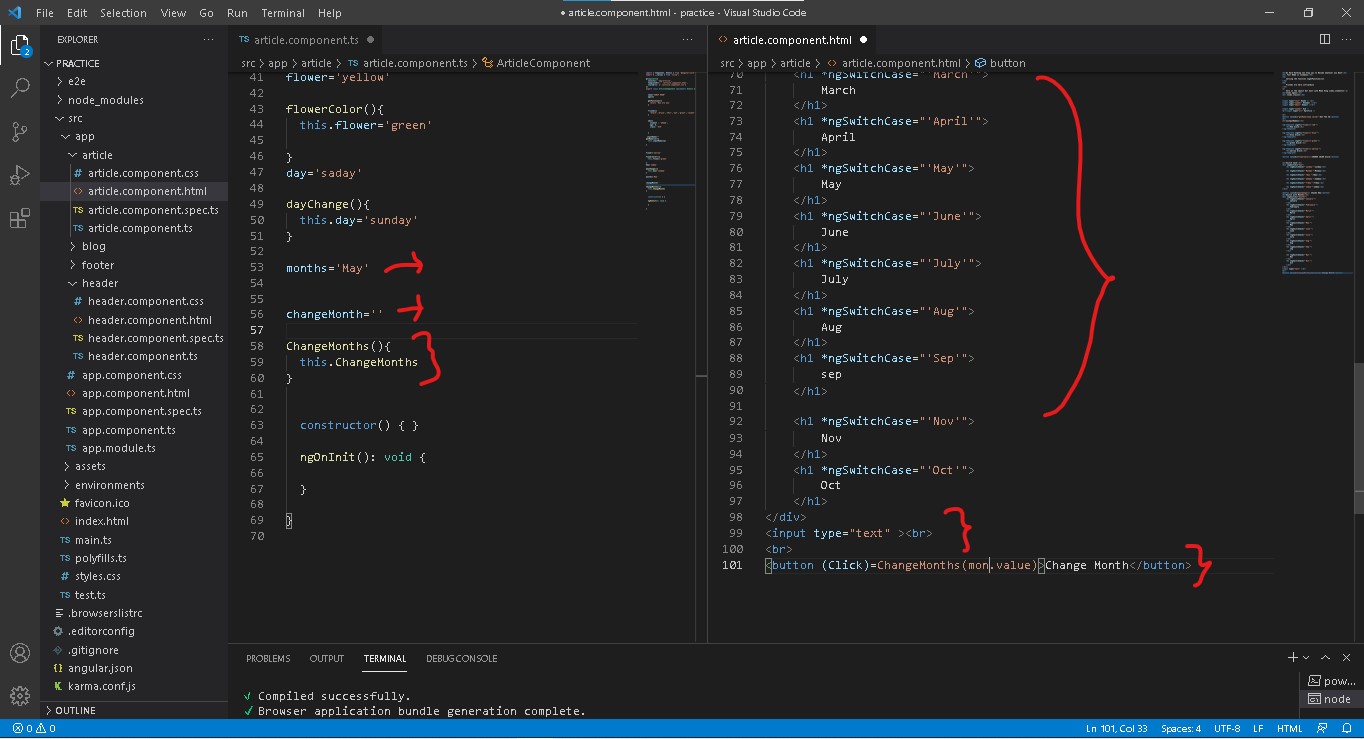 File Edit Selection View Go Run Terminal Help
● article.component.html - practice - Visual Studio Code
EXPLORER
PRACTICE
e2e
node_modules
src
app
article
# article.component.css
<> article.component.html
TS article.component.spec.ts
TS article.component.ts
blog
footer
header
# header.component.css
<> header.component.html
TS header.component.spec.ts
TS header.component.ts
# app.component.css
<> app.component.html
TS app.component.spec.ts
TS app.component.ts
TS app.module.ts
assets
environments
favicon.ico
<> index.html
TS main.ts
TS polyfills.ts
# styles.css
TS test.ts
.browserslistrc
.editorconfig
.gitignore
{} angular.json
karma.conf.js
OUTLINE
2
TS article.component.ts ●
src > app > article > TS article.component.ts > ArticleComponent
41 flower='yellow'
42
43 flowerColor(){
44 this.flower='green'
45
46 }
47 day='saday'
48
49 dayChange(){
50 this.day='sunday'
51 }
52
53 months='May'
54
55
56 changeMonth=''
57
58 ChangeMonths(){
59 this.ChangeMonths
60 }
61
62
63 constructor() { }
64
65 ngOnInit(): void {
66
67 }
68
69 }
70
<> article.component.html ●
src > app > article > <> article.component.html > button
70 <h1 *ngSwitchCase="'March'">
71 March
72 </h1>
73 <h1 *ngSwitchCase="'April'">
74 April
75 </h1>
76 <h1 *ngSwitchCase="'May'">
77 May
78 </h1>
79 <h1 *ngSwitchCase="'June'">
80 June
81 </h1>
82 <h1 *ngSwitchCase="'July'">
83 July
84 </h1>
85 <h1 *ngSwitchCase="'Aug'">
86 Aug
87 </h1>
88 <h1 *ngSwitchCase="'Sep'">
89 sep
90 </h1>
91
92 <h1 *ngSwitchCase="'Nov'">
93 Nov
94 </h1>
95 <h1 *ngSwitchCase="'Oct'">
96 Oct
97 </h1>
98 </div>
99 <input type="text" ><br>
100 <br>
101 <button (Click)=ChangeMonths(mon.value)>Change Month</button>
PROBLEMS OUTPUT TERMINAL DEBUG CONSOLE
√ Compiled successfully.
✓ Browser application bundle generation complete.
pow...
node
0 0
Ln 101, Col 33 Spaces: 4 UTF-8 LF HTML